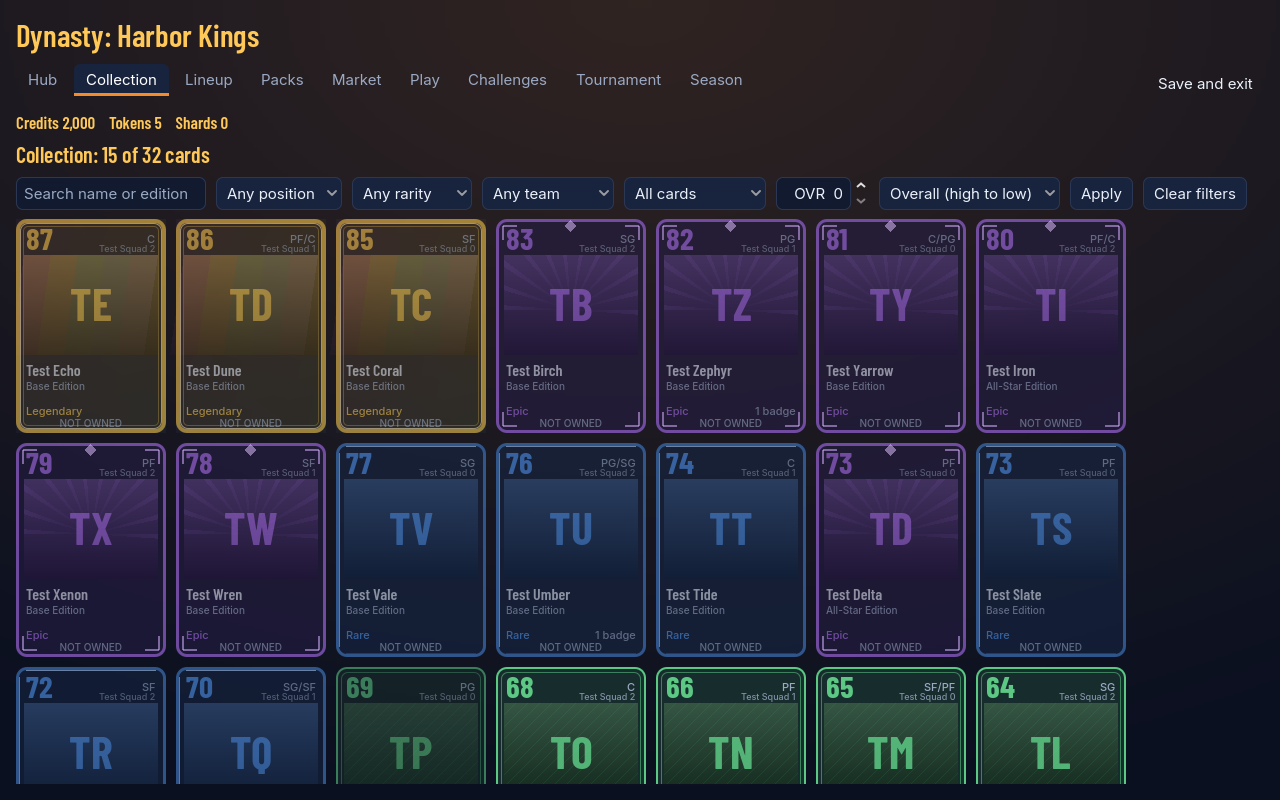 Dynasty: Harbor Kings
Hub Collection Lineup Packs Market Play Challenges Tournament Season Save and exit
Credits 2,000 Tokens 5 Shards 0
Collection: 15 of 32 cards
Search name or edition Any position Any rarity Any team All cards OVR 0 Overall (high to low) Apply Clear filters
87 C Test Squad 2
TE
Test Echo
Base Edition
Legendary
NOT OWNED
86 PF/C Test Squad 1
TD
Test Dune
Base Edition
Legendary
NOT OWNED
85 SF Test Squad 0
TC
Test Coral
Base Edition
Legendary
NOT OWNED
83 SG Test Squad 2
TB
Test Birch
Base Edition
Epic
NOT OWNED
82 PG Test Squad 1
TZ
Test Zephyr
Base Edition
Epic 1 badge
NOT OWNED
81 C/PG Test Squad 0
TY
Test Yarrow
Base Edition
Epic
NOT OWNED
80 PF/C Test Squad 2
TI
Test Iron
All-Star Edition
Epic
NOT OWNED
79 PF Test Squad 2
TX
Test Xenon
Base Edition
Epic
NOT OWNED
78 SF Test Squad 1
TW
Test Wren
Base Edition
Epic
NOT OWNED
77 SG Test Squad 0
TV
Test Vale
Base Edition
Rare
NOT OWNED
76 PG/SG Test Squad 2
TU
Test Umber
Base Edition
Rare 1 badge
NOT OWNED
74 C Test Squad 1
TT
Test Tide
Base Edition
Rare
NOT OWNED
73 PF Test Squad 0
TD
Test Delta
All-Star Edition
Epic
NOT OWNED
73 PF Test Squad 0
TS
Test Slate
Base Edition
Rare
NOT OWNED
72 SF Test Squad 2
TR
70 SG/SF Test Squad 1
TQ
69 PG Test Squad 0
TP
68 C Test Squad 2
TO
66 PF Test Squad 1
TN
65 SF/PF Test Squad 0
TM
64 SG Test Squad 2
TL